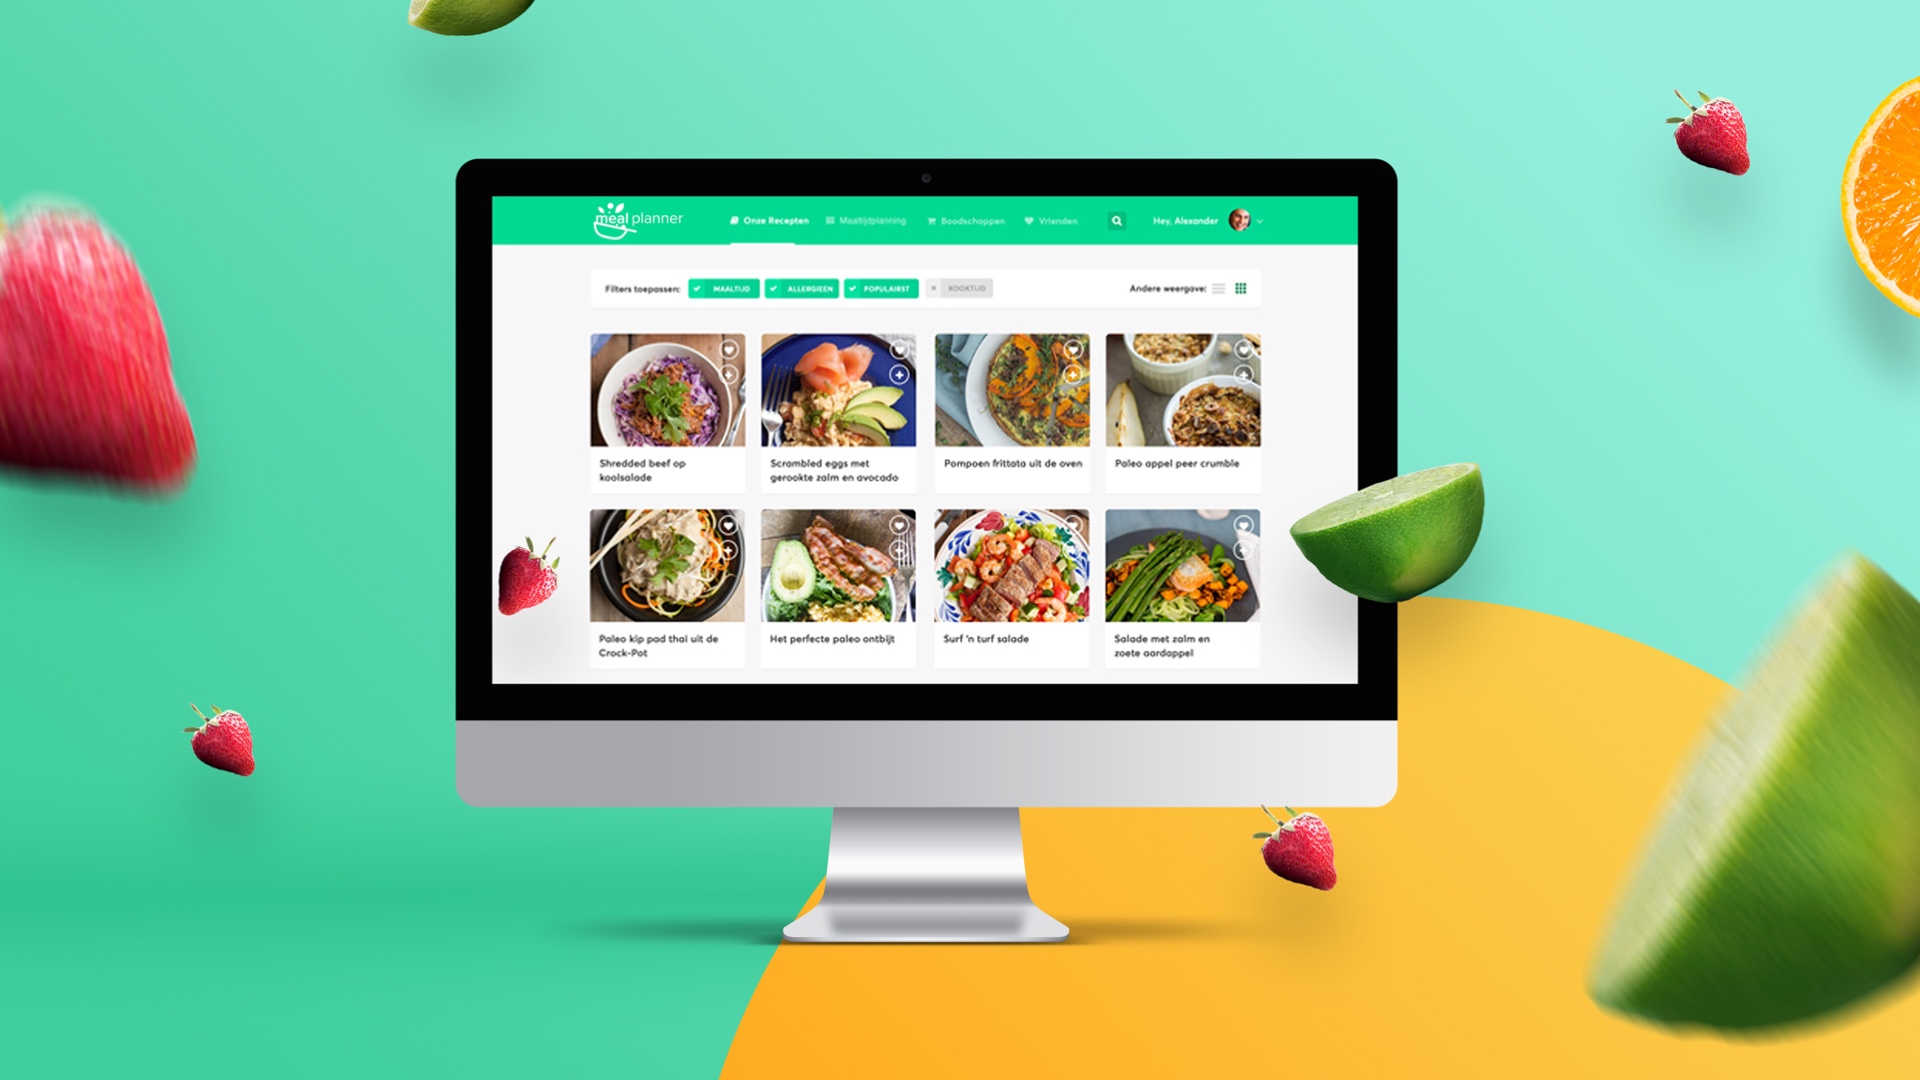 meal planner
Onze Recepten
Maaltijdplanning
Boodschappen
Vrienden
Hey, Alexander
Filters toepassen:
MAALTIJD
ALLERGIEEN
POPULAIRST
KOOKTIJD
Andere weergave:
Shredded beef op
koolsalade
Scrambled eggs met
gerookte zalm en avocado
Pompoen frittata uit de oven
Paleo appel peer crumble
Paleo kip pad thai uit de
Crock-Pot
Het perfecte paleo ontbijt
Surf 'n turf salade
Salade met zalm en
zoete aardappel